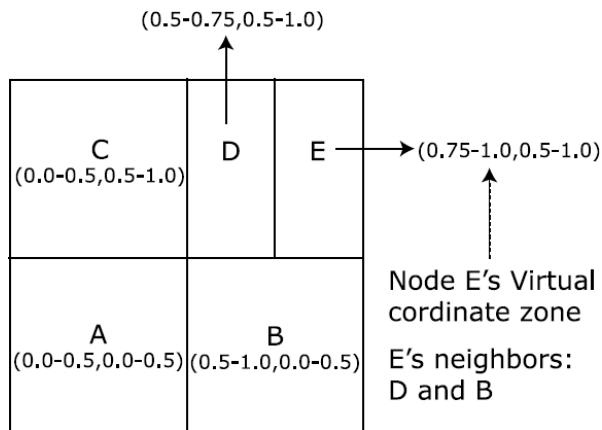 (0.5-0.75,0.5-1.0)
C
(0.0-0.5,0.5-1.0)
D
E
(0.75-1.0,0.5-1.0)
Node E's Virtual
cordinate zone
E's neighbors:
D and B
A
(0.0-0.5,0.0-0.5)
B
(0.5-1.0,0.0-0.5)